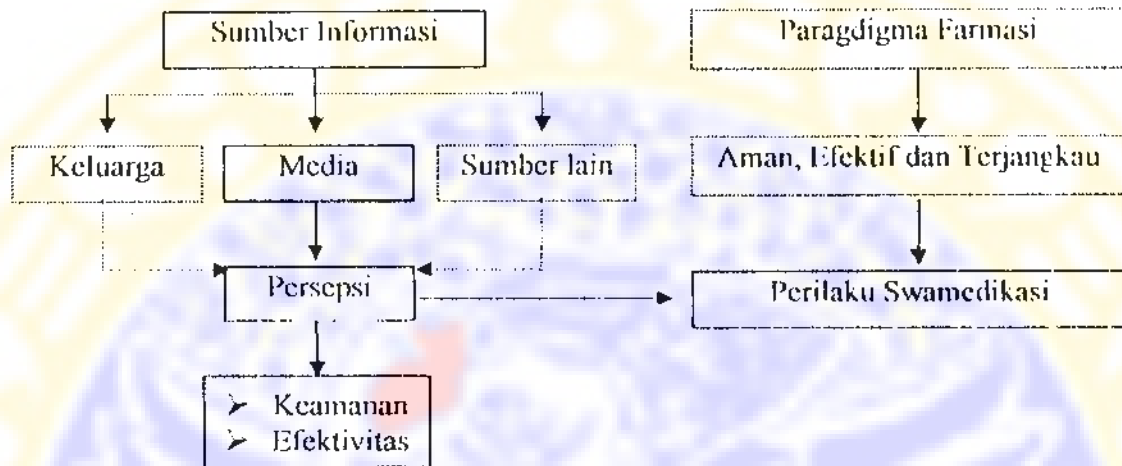 Sumber Informasi
Paragdigma Farmasi
Keluarga
Media
Sumber lain
Aman, Efektif dan Terjangkau
Persepsi
Perilaku Swamedikasi
➢ Keamanan
➢ Efektivitas